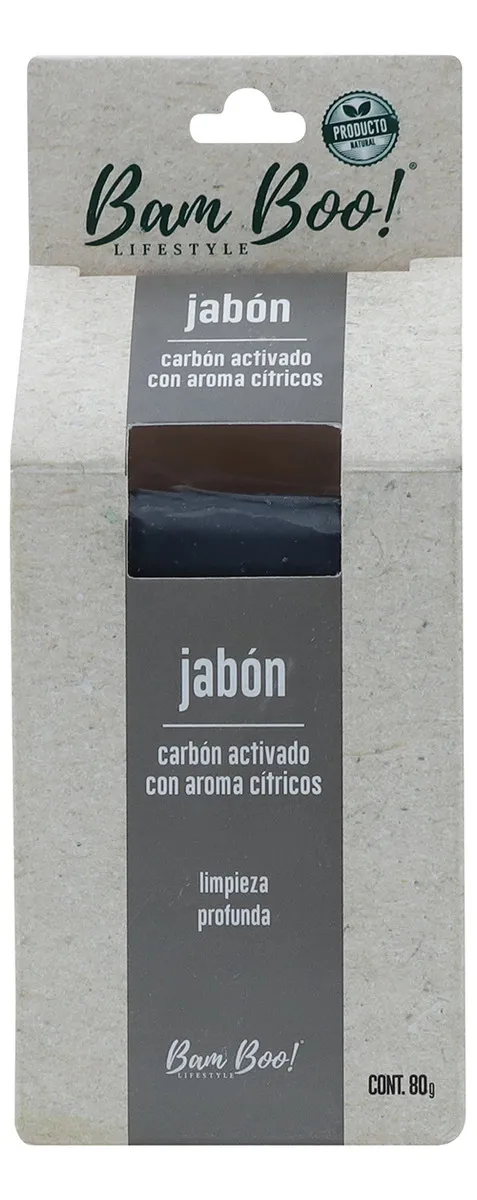 PRODUCTO
NATURAL
Bam Boo!®
LIFESTYLE
jabón
carbón activado
con aroma cítricos
jabón
carbón activado
con aroma cítricos
limpieza
profunda
Bam Boo!
LIFESTYLE
CONT. 80g